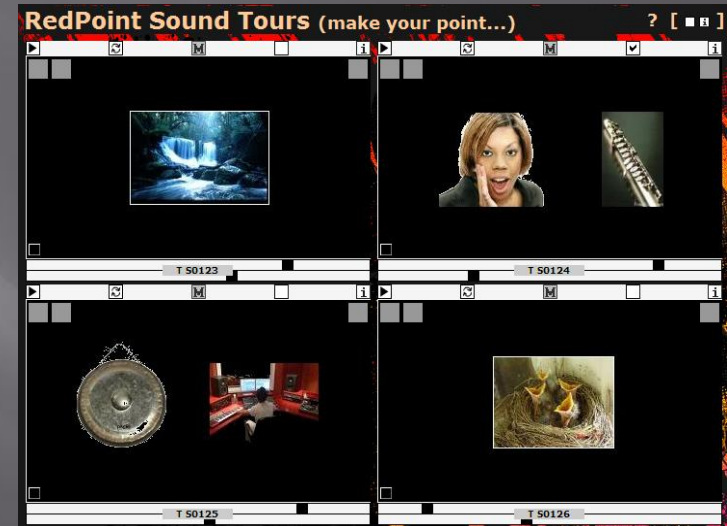 RedPoint Sound Tours (make your point...) ? [ i ]
M i M i
T S0123 T S0124
M i M i
T S0125 T S0126